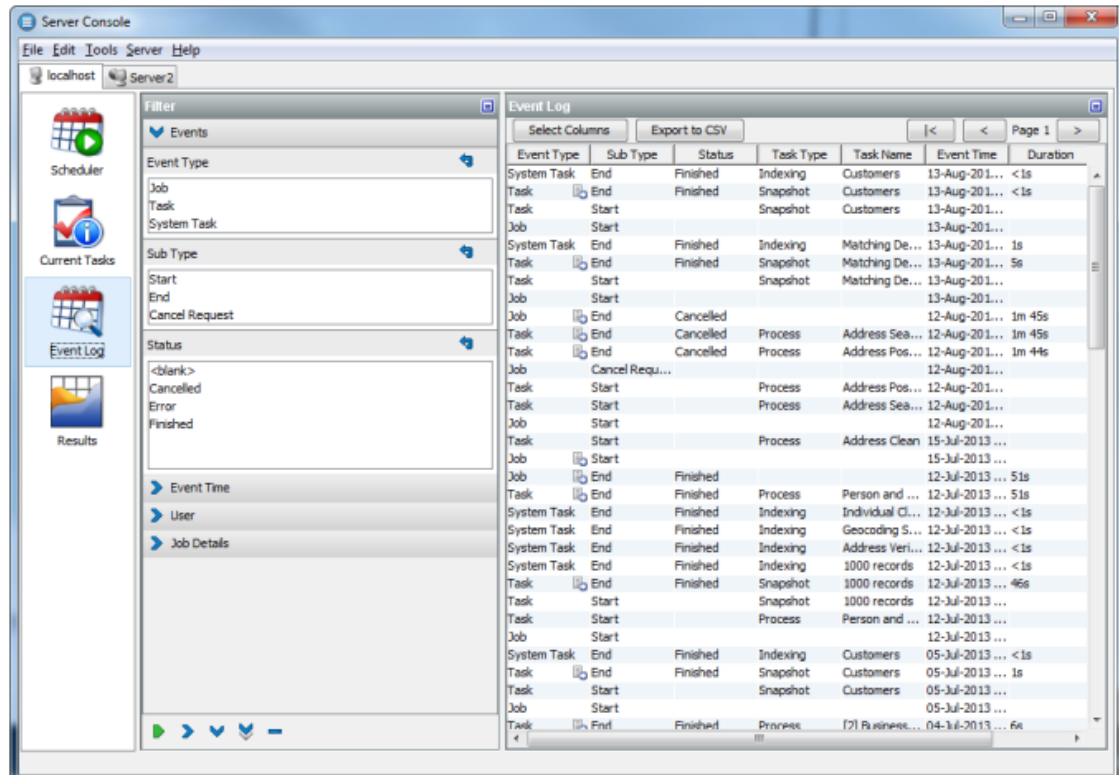 Server Console
File Edit Tools Server Help
localhost Server2
Scheduler
Current Tasks
Event Log
Results
Filter
Events
Event Type
Job
Task
System Task
Sub Type
Start
End
Cancel Request
Status
<blank>
Cancelled
Error
Finished
Event Time
User
Job Details
Event Log
Select Columns Export to CSV |< < Page 1 >
Event Type Sub Type Status Task Type Task Name Event Time Duration
System Task End Finished Indexing Customers 13-Aug-201... <1s
Task End Finished Snapshot Customers 13-Aug-201... <1s
Task Start Snapshot Customers 13-Aug-201...
Job Start 13-Aug-201...
System Task End Finished Indexing Matching De... 13-Aug-201... 1s
Task End Finished Snapshot Matching De... 13-Aug-201... 5s
Task Start Snapshot Matching De... 13-Aug-201...
Job Start 13-Aug-201...
Job End Cancelled 12-Aug-201... 1m 45s
Task End Cancelled Process Address Sea... 12-Aug-201... 1m 45s
Task End Cancelled Process Address Pos... 12-Aug-201... 1m 44s
Job Cancel Requ... 12-Aug-201...
Task Start Process Address Pos... 12-Aug-201...
Task Start Process Address Sea... 12-Aug-201...
Job Start 12-Aug-201...
Task Start Process Address Clean 15-Jul-2013 ...
Job Start 15-Jul-2013 ...
Job End Finished 12-Jul-2013 ... 51s
Task End Finished Process Person and ... 12-Jul-2013 ... 51s
System Task End Finished Indexing Individual Cl... 12-Jul-2013 ... <1s
System Task End Finished Indexing Geocoding S... 12-Jul-2013 ... <1s
System Task End Finished Indexing Address Veri... 12-Jul-2013 ... <1s
System Task End Finished Indexing 1000 records 12-Jul-2013 ... <1s
Task End Finished Snapshot 1000 records 12-Jul-2013 ... 46s
Task Start Snapshot 1000 records 12-Jul-2013 ...
Task Start Process Person and ... 12-Jul-2013 ...
Job Start 12-Jul-2013 ...
System Task End Finished Indexing Customers 05-Jul-2013 ... <1s
Task End Finished Snapshot Customers 05-Jul-2013 ... 1s
Task Start Snapshot Customers 05-Jul-2013 ...
Job Start 05-Jul-2013 ...
Task End Finished Process [2] Business... 04-Jul-2013 ... 6s